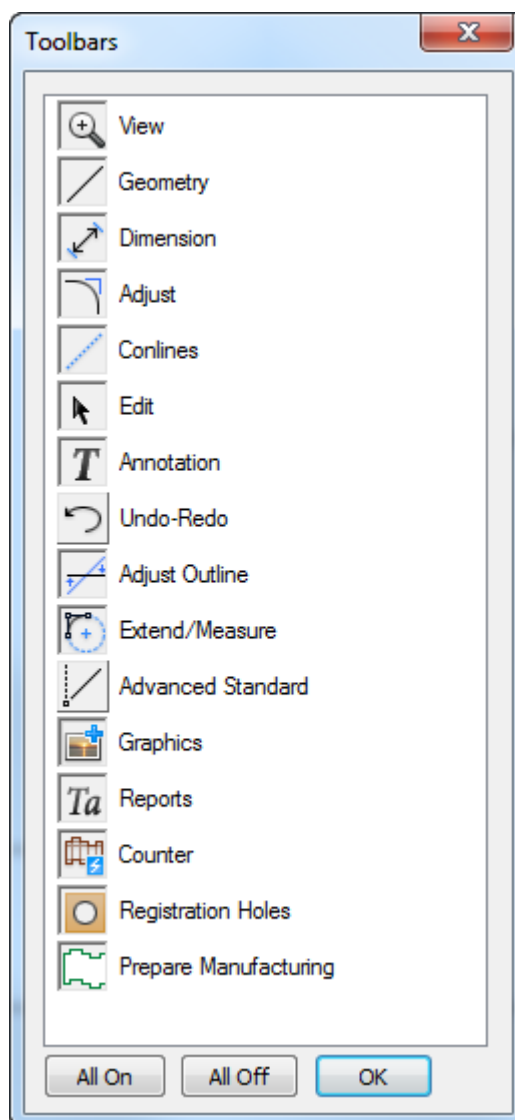 Toolbars
View
Geometry
Dimension
Adjust
Conlines
Edit
T Annotation
Undo-Redo
Adjust Outline
Extend/Measure
Advanced Standard
Graphics
Ta Reports
Counter
Registration Holes
Prepare Manufacturing
All On All Off OK